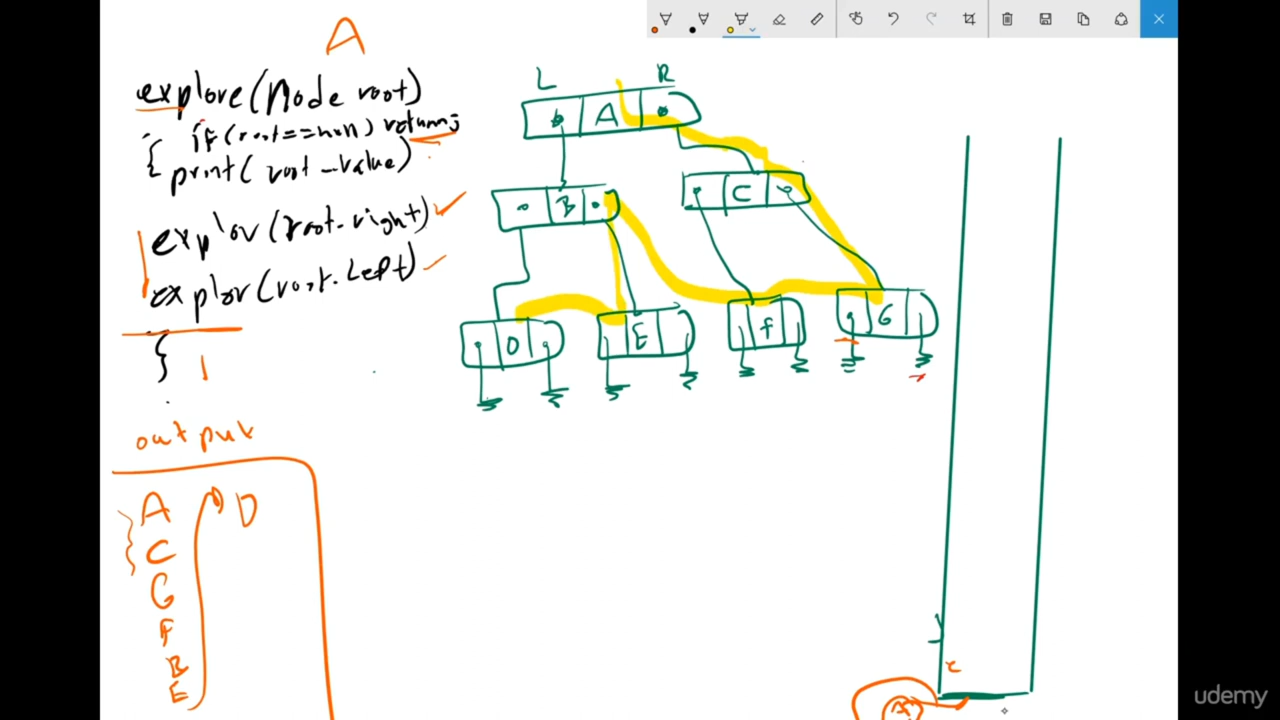 A
explore(Node root)
{ if(root==null) return;
print( root-value)
explor(root.right)
explor(root.Left)
}
output
A
C
G
F
B
E
D
L R
A
B
C
D
E
f
G
udemy